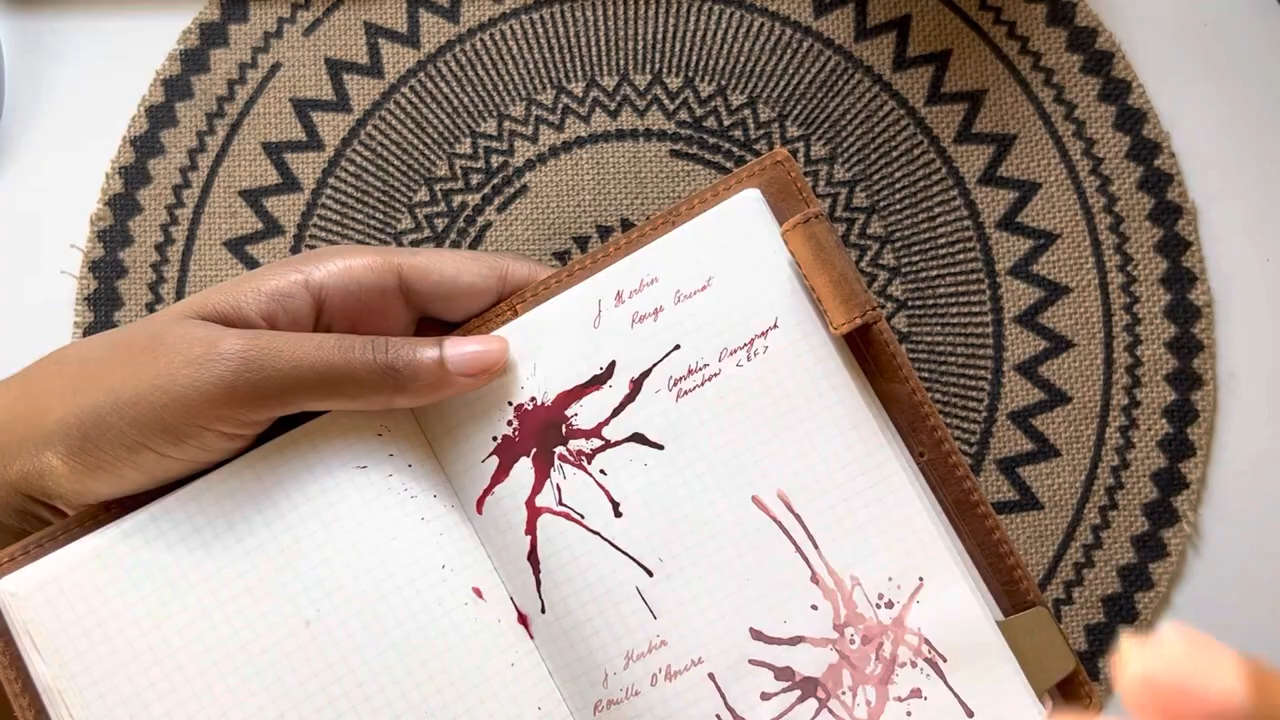 J. Herbin
Rouge Grenat
- Conklin Duragraph
Rainbow <EF>
J. Herbin
Rouille D'Ancre